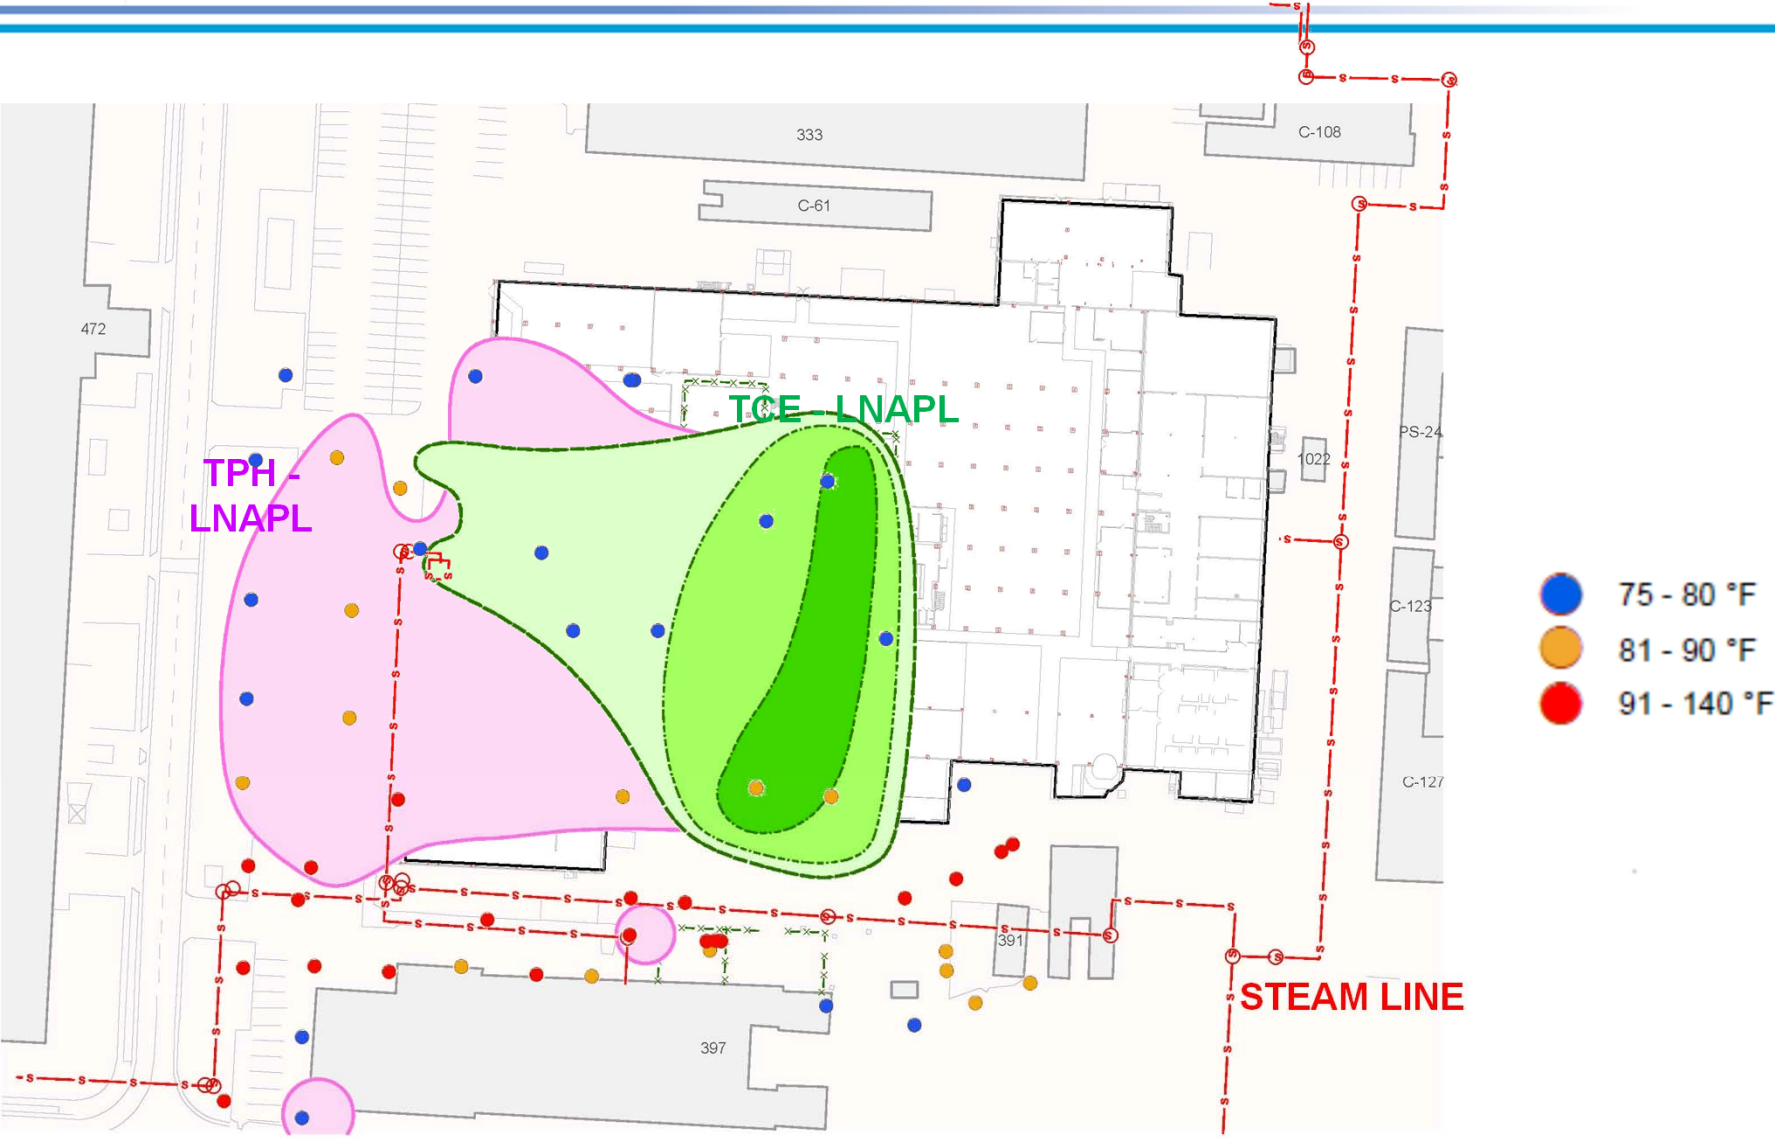 333
C-108
C-61
472
TCE - LNAPL
PS-24
1022
TPH -
LNAPL
75 - 80 °F
C-123
81 - 90 °F
91 - 140 °F
C-127
391
STEAM LINE
397